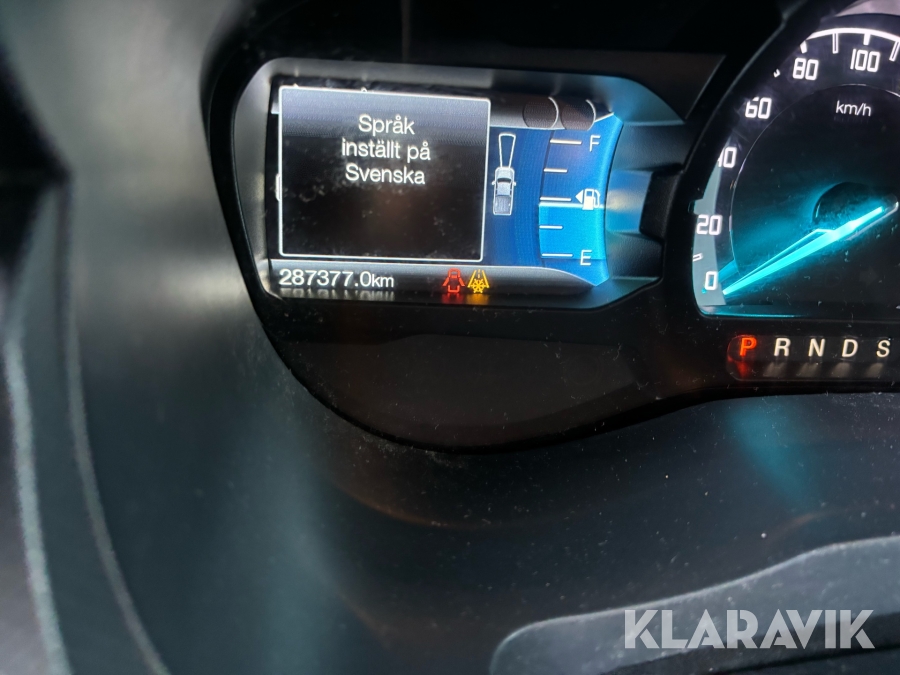 Språk
inställt på
Svenska
F
E
287377.0km
0
20
40
60
80
100
km/h
P R N D S
KLARAVIK